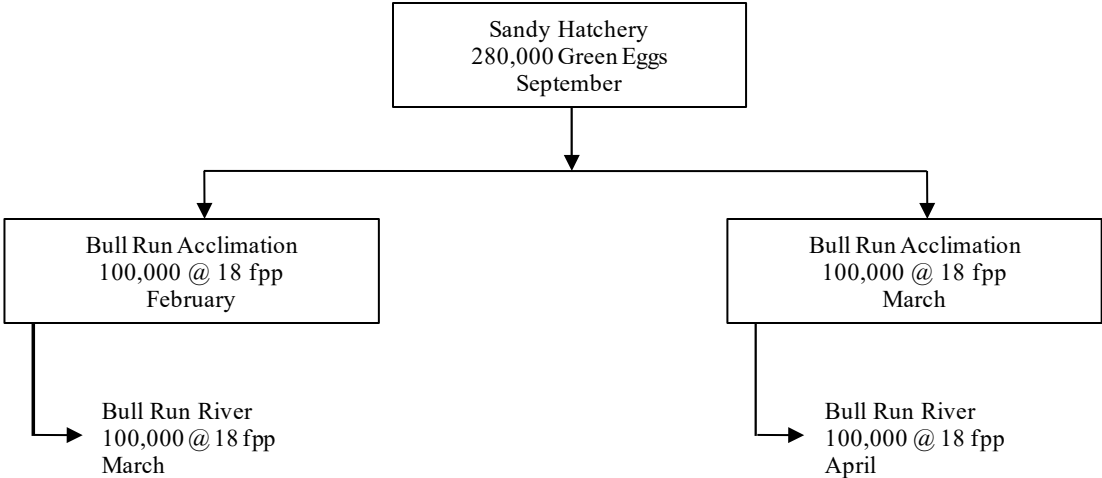 Sandy Hatchery
280,000 Green Eggs
September
Bull Run Acclimation
100,000 @ 18 fpp
February
Bull Run Acclimation
100,000 @ 18 fpp
March
Bull Run River
100,000 @ 18 fpp
March
Bull Run River
100,000 @ 18 fpp
April